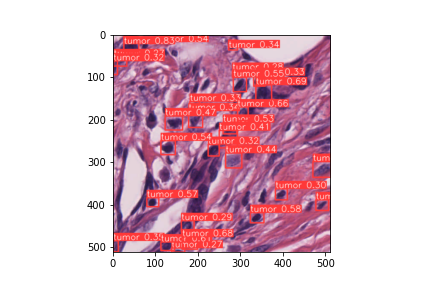 0
tumor 0.83
0.54
tumor 0.34
tumor 0.32
tumor 0.28
tumor 0.55
0.33
100
tumor 0.69
tumor 0.33
tumor 0.66
tumor 0.47
200
tumor 0.53
0.41
tumor 0.54
tumor 0.32
tumor 0.44
300
tumor 0.30
tumor 0.57
400
tumor 0.58
tumor 0.29
tumor 0.68
tumor
0.27
500
0 100 200 300 400 500